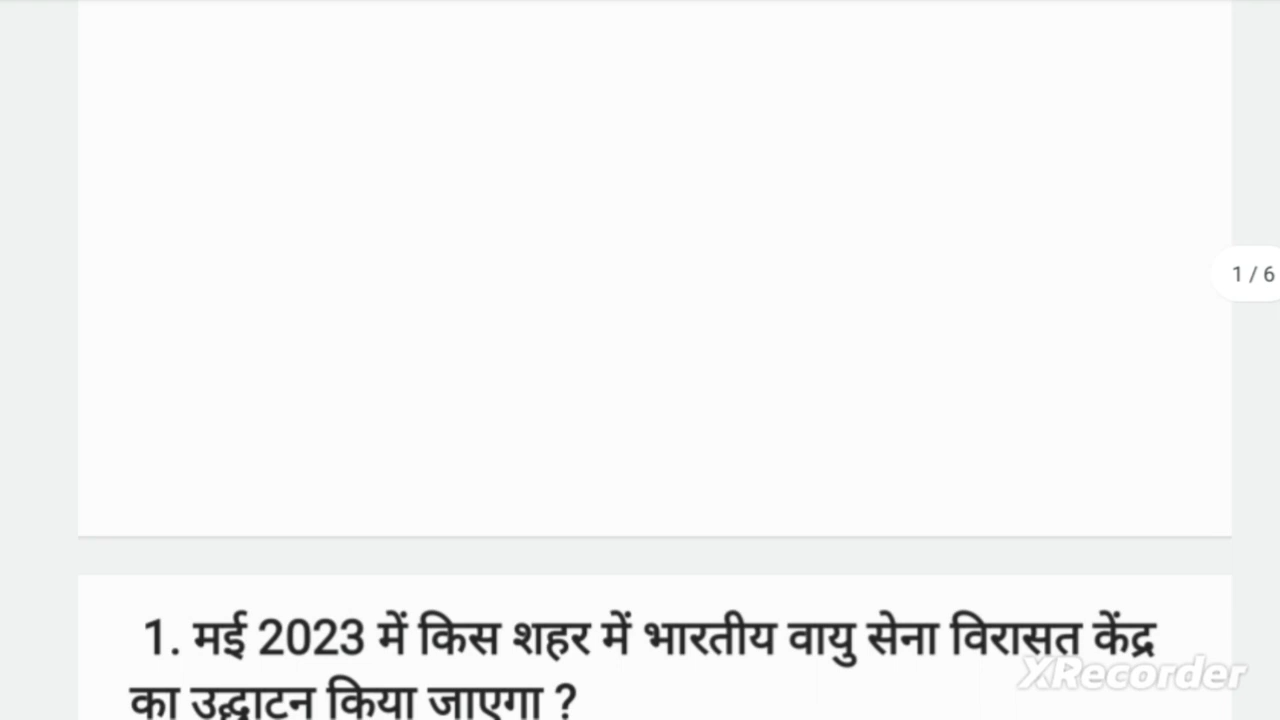 1 / 6
1. मई 2023 में किस शहर में भारतीय वायु सेना विरासत केंद्र
का उद्घाटन किया जाएगा ?
XRecorder